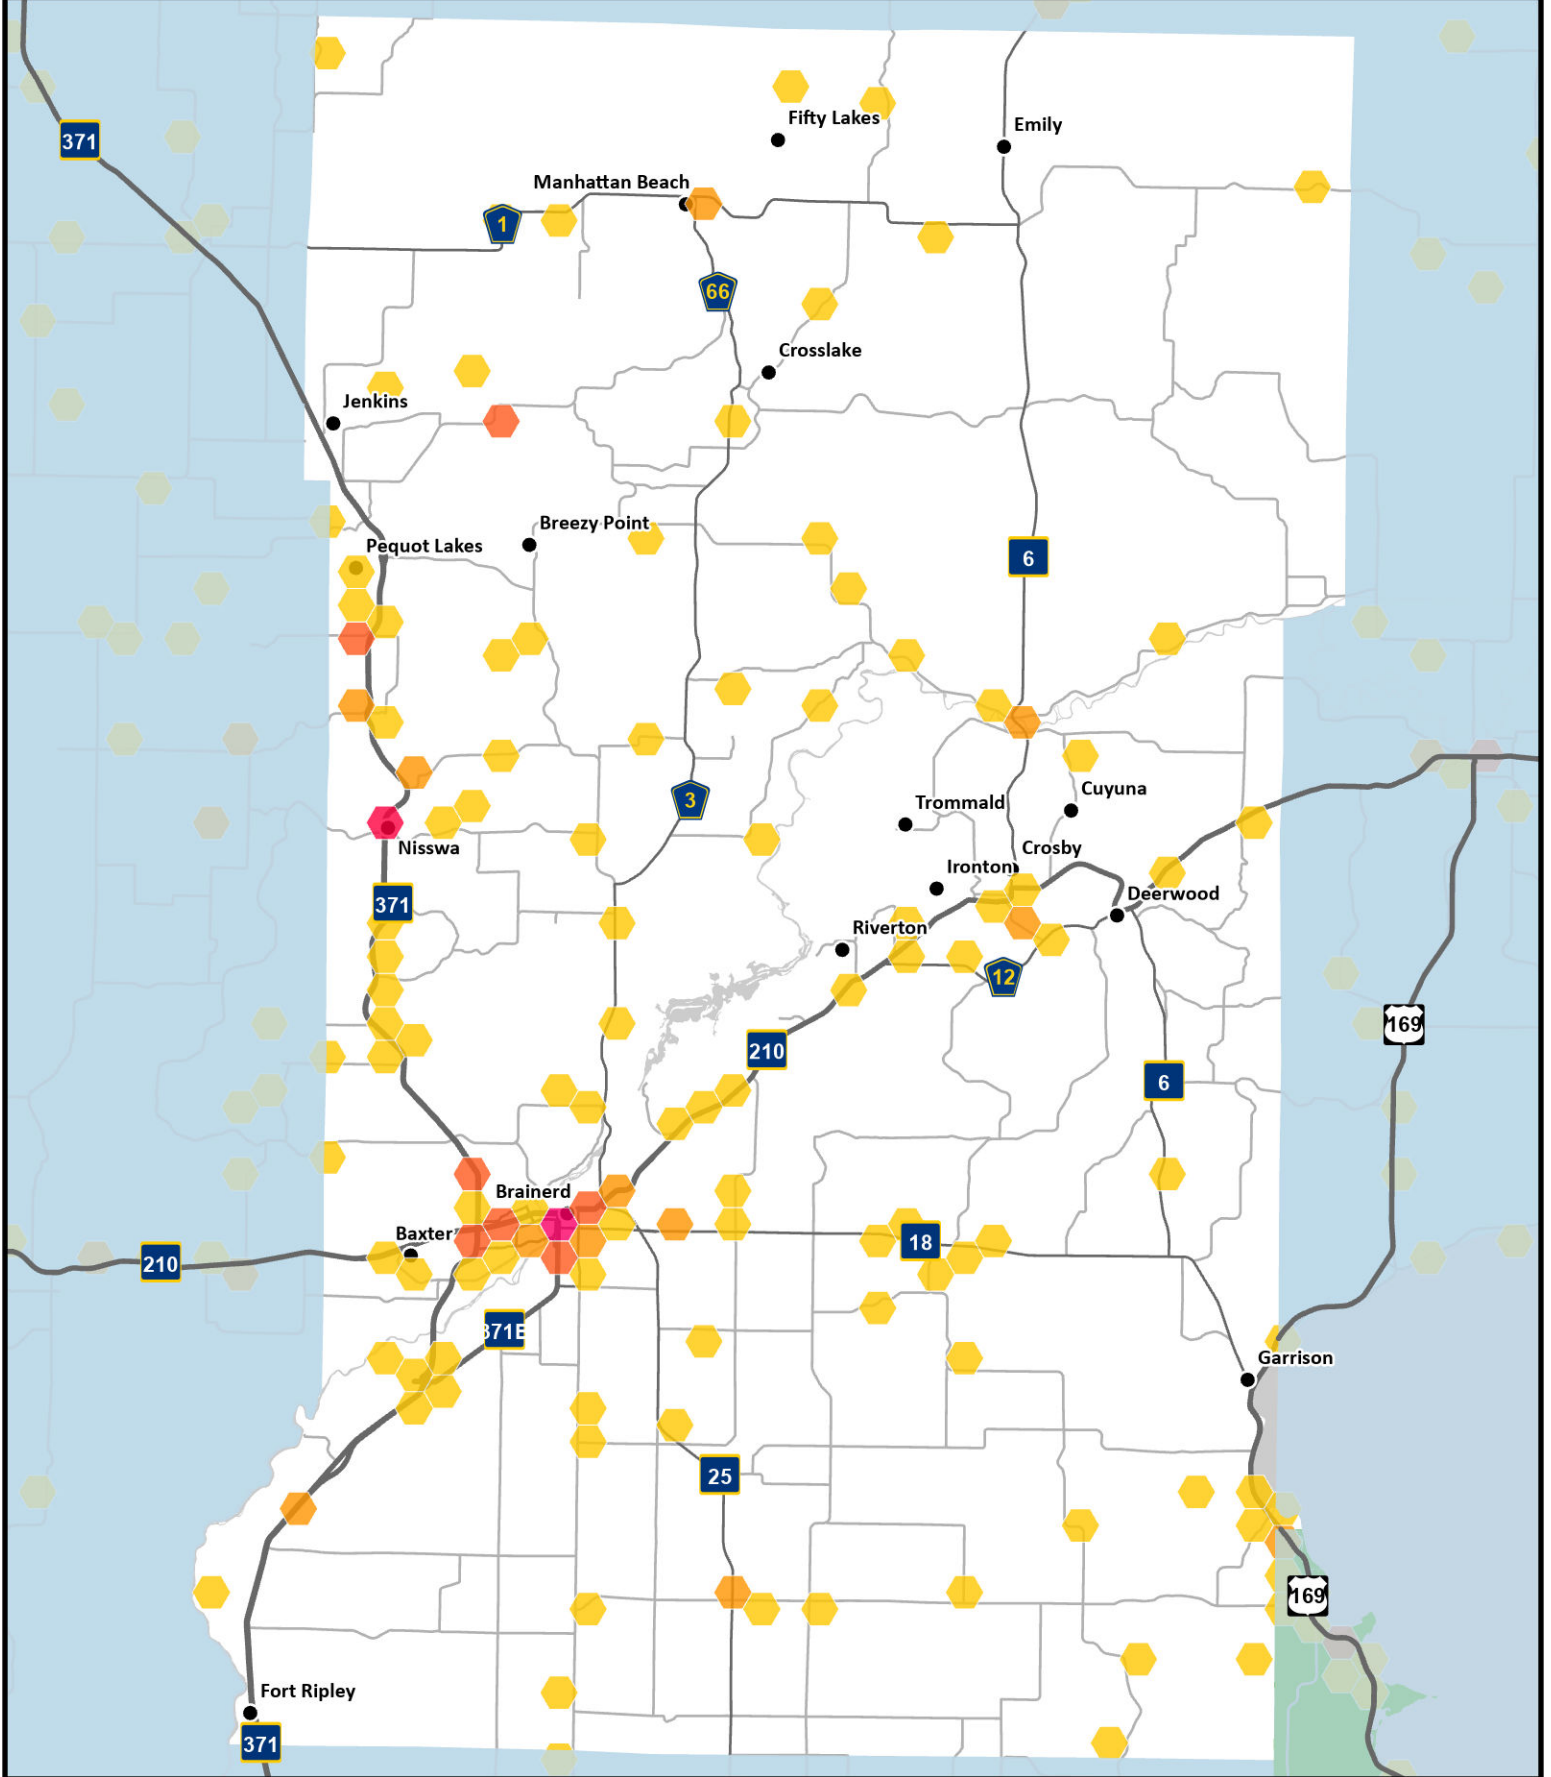 Fifty Lakes
Emily
371
Manhattan Beach
1
66
Crosslake
Jenkins
Breezy Point
Pequot Lakes
6
Cuyuna
3
Trommald
Nisswa
Crosby
Ironton
Deerwood
371
Riverton
12
169
210
6
Brainerd
Baxter
18
210
371B
Garrison
25
169
Fort Ripley
371